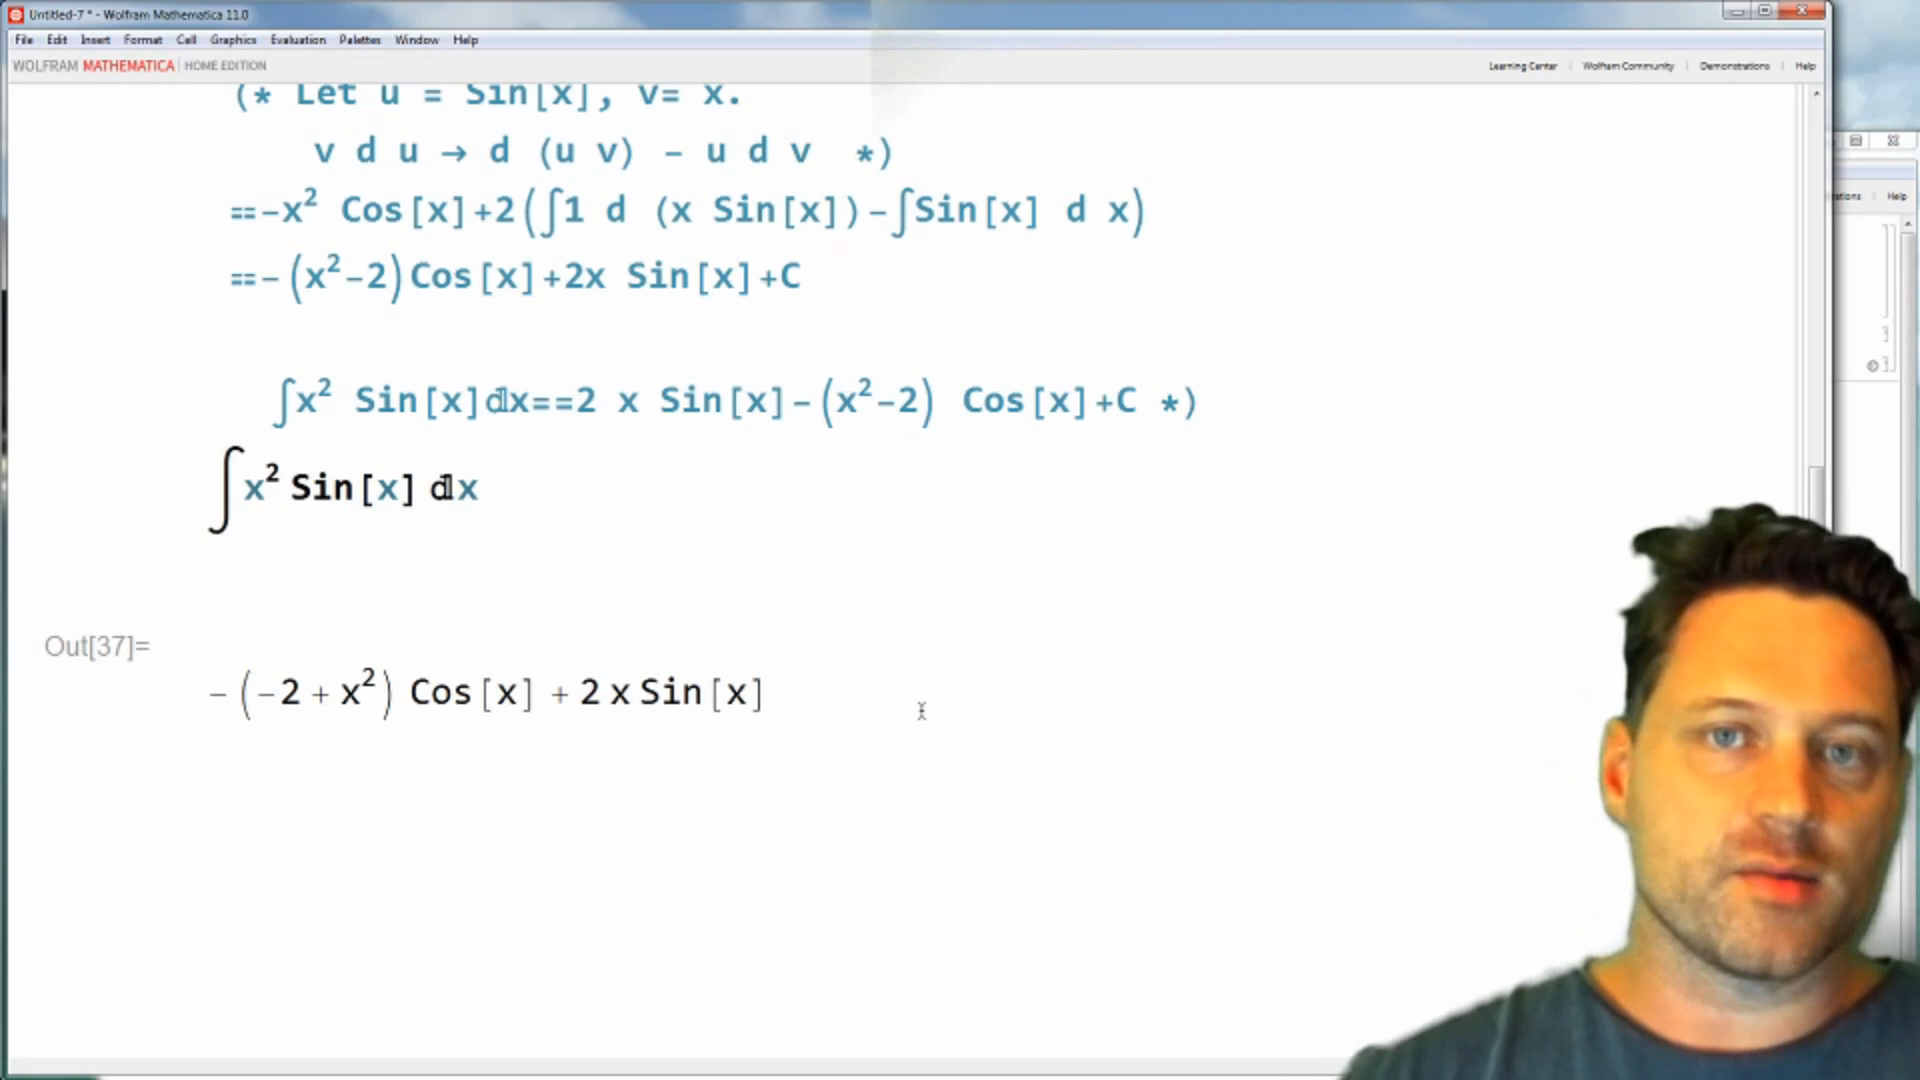 Untitled-7 * - Wolfram Mathematica 11.0
File Edit Insert Format Cell Graphics Evaluation Palettes Window Help
WOLFRAM MATHEMATICA | HOME EDITION
Learning Center | Wolfram Community | Demonstrations | Help
(* Let u = Sin[x], v= x.
v d u → d (u v) - u d v *)
==-x² Cos[x]+2(∫1 d (x Sin[x])-∫Sin[x] d x)
==-(x²-2)Cos[x]+2x Sin[x]+C
∫x² Sin[x]ⅆx==2 x Sin[x]-(x²-2) Cos[x]+C *)
∫x² Sin[x] ⅆx
Out[37]=
-(-2 + x²) Cos[x] + 2 x Sin[x]
Help